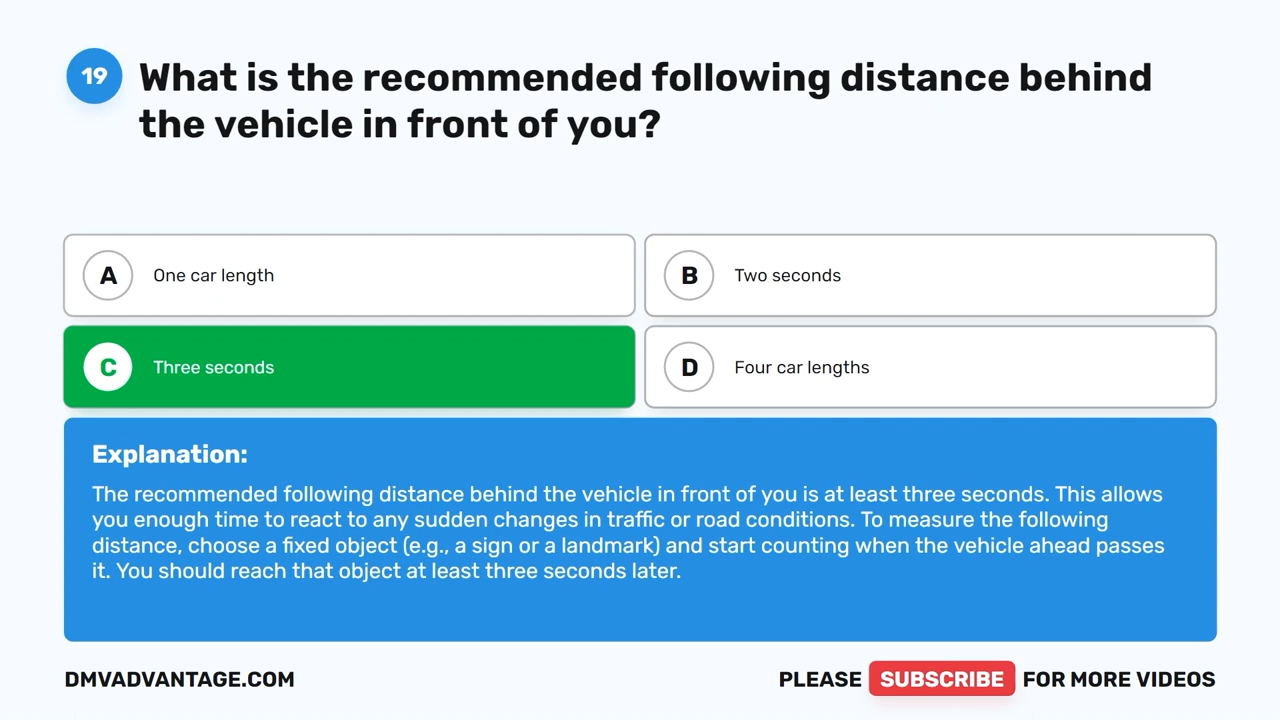 19
What is the recommended following distance behind
the vehicle in front of you?
A One car length
B Two seconds
C Three seconds
D Four car lengths
Explanation:
The recommended following distance behind the vehicle in front of you is at least three seconds. This allows
you enough time to react to any sudden changes in traffic or road conditions. To measure the following
distance, choose a fixed object (e.g., a sign or a landmark) and start counting when the vehicle ahead passes
it. You should reach that object at least three seconds later.
DMVADVANTAGE.COM
PLEASE SUBSCRIBE FOR MORE VIDEOS